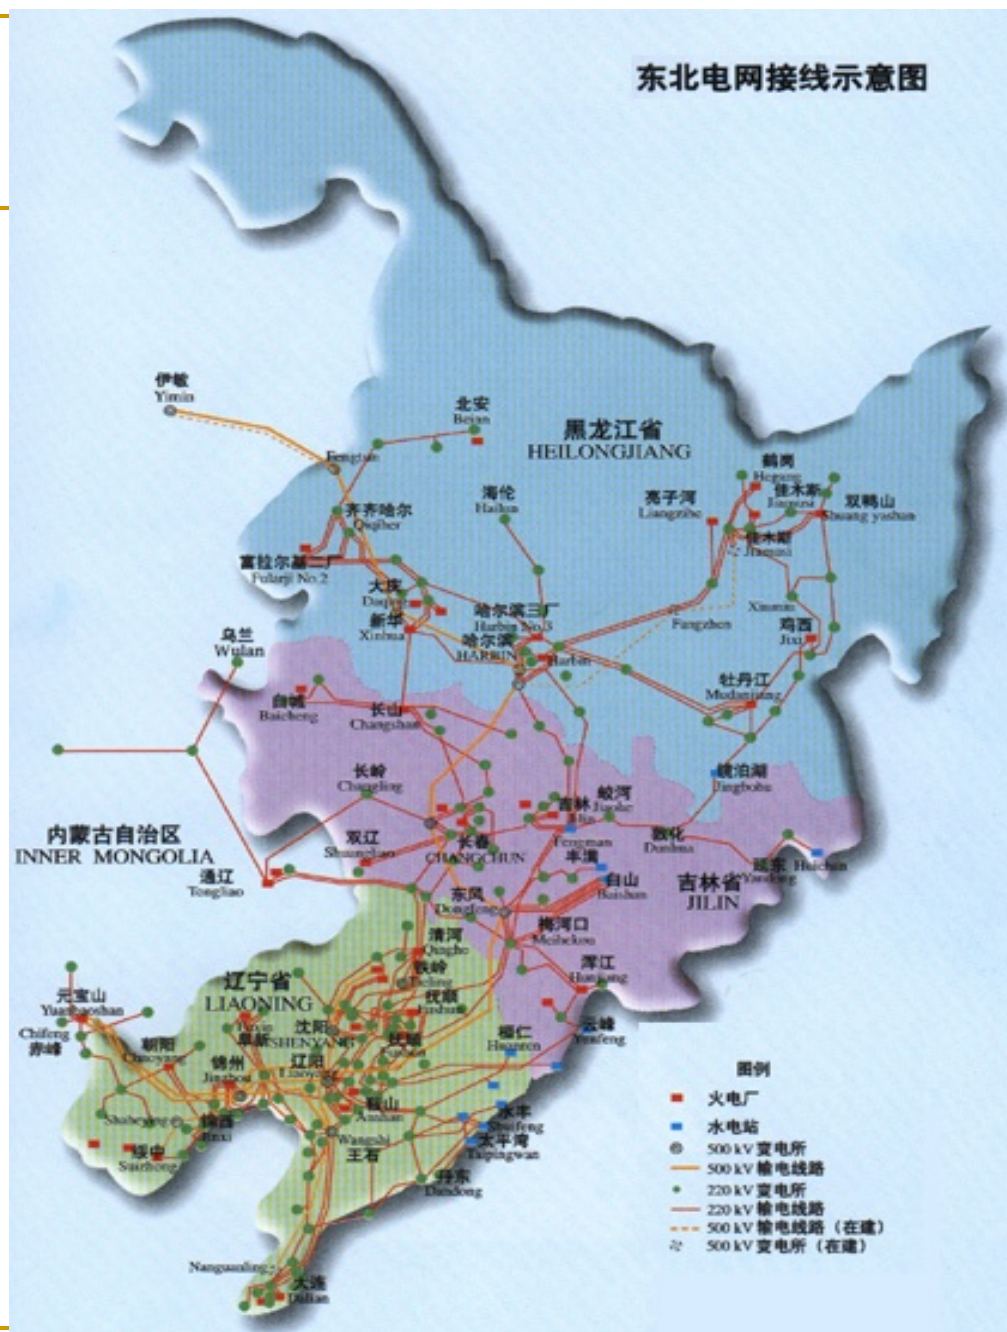 东北电网接线示意图
伊敏
Yimin
北安
Beian
黑龙江省
HEILONGJIANG
鹤岗
Hegang
海伦
Hailun
亮子河
Liangzihe
佳木斯
Jiamusi
双鸭山
Shuang yashan
齐齐哈尔
Qiqiher
佳木斯
Jiamusi
富拉尔基二厂
Fularji No.2
大庆
Daqing
哈尔滨三厂
Harbin No.3
新华
Xinhua
Fangzhen
鸡西
Jixi
乌兰
Wulan
哈尔滨
HARBIN
Harbin
牡丹江
Mudanjiang
白城
Baicheng
长山
Changshan
镜泊湖
Jingbohu
长岭
Changling
蛟河
Jiaohe
吉林
Jilin
内蒙古自治区
INNER MONGOLIA
双辽
Shuangliao
长春
CHANGCHUN
Fengman
丰满
敦化
Dunhua
延东
Yandong
Huichun
通辽
Tongliao
东风
Dongfeng
白山
Baishan
吉林省
JILIN
梅河口
Meihekou
清河
Qinghe
辽宁省
LIAONING
铁岭
Tieling
浑江
Hunjiang
元宝山
Yuanbaoshan
抚顺
Fushun
Chifeng
赤峰
阜新
沈阳
SHENYANG
云峰
Yunfeng
朝阳
Chaoyang
桓仁
Huanren
锦州
Jinzhou
辽阳
Liaoyang
鞍山
Anshan
锦西
Jinxi
水丰
Shuifeng
Wangshi
王石
太平湾
Taipingwan
绥中
Suizhong
丹东
Dandong
Nanguanling
大连
Dalian
图例
火电厂
水电站
500 kV 变电所
500 kV 输电线路
220 kV 变电所
220 kV 输电线路
500 kV 输电线路（在建）
500 kV 变电所（在建）